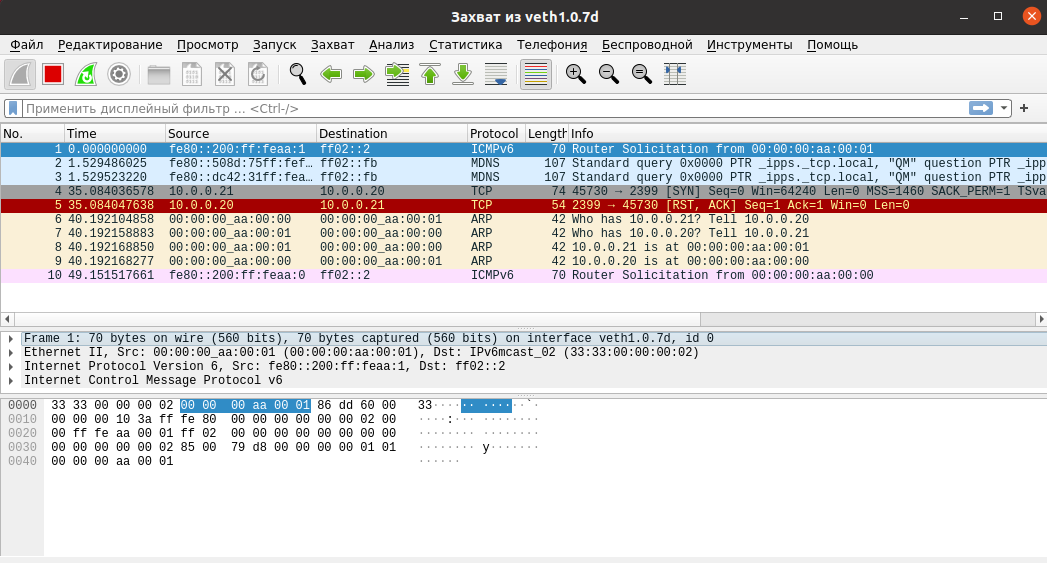 Захват из veth1.0.7d
Файл Редактирование Просмотр Запуск Захват Анализ Статистика Телефония Беспроводной Инструменты Помощь
Применить дисплейный фильтр ... <Ctrl-/>
No. Time Source Destination Protocol Length Info
1 0.000000000 fe80::200:ff:feaa:1 ff02::2 ICMPv6 70 Router Solicitation from 00:00:00:aa:00:01
2 1.529486025 fe80::508d:75ff:fef… ff02::fb MDNS 107 Standard query 0x0000 PTR _ipps._tcp.local, "QM" question PTR _ipp
3 1.529523220 fe80::dc42:31ff:fea… ff02::fb MDNS 107 Standard query 0x0000 PTR _ipps._tcp.local, "QM" question PTR _ipp
4 35.084036578 10.0.0.21 10.0.0.20 TCP 74 45730 → 2399 [SYN] Seq=0 Win=64240 Len=0 MSS=1460 SACK_PERM=1 TSva
5 35.084047638 10.0.0.20 10.0.0.21 TCP 54 2399 → 45730 [RST, ACK] Seq=1 Ack=1 Win=0 Len=0
6 40.192104858 00:00:00_aa:00:00 00:00:00_aa:00:01 ARP 42 Who has 10.0.0.21? Tell 10.0.0.20
7 40.192158883 00:00:00_aa:00:01 00:00:00_aa:00:00 ARP 42 Who has 10.0.0.20? Tell 10.0.0.21
8 40.192168850 00:00:00_aa:00:01 00:00:00_aa:00:00 ARP 42 10.0.0.21 is at 00:00:00:aa:00:01
9 40.192168277 00:00:00_aa:00:00 00:00:00_aa:00:01 ARP 42 10.0.0.20 is at 00:00:00:aa:00:00
10 49.151517661 fe80::200:ff:feaa:0 ff02::2 ICMPv6 70 Router Solicitation from 00:00:00:aa:00:00
Frame 1: 70 bytes on wire (560 bits), 70 bytes captured (560 bits) on interface veth1.0.7d, id 0
Ethernet II, Src: 00:00:00_aa:00:01 (00:00:00:aa:00:01), Dst: IPv6mcast_02 (33:33:00:00:00:02)
Internet Protocol Version 6, Src: fe80::200:ff:feaa:1, Dst: ff02::2
Internet Control Message Protocol v6
0000 33 33 00 00 00 02 00 00 00 aa 00 01 86 dd 60 00 33······ ······`·
0010 00 00 00 10 3a ff fe 80 00 00 00 00 00 00 02 00 ····:··· ········
0020 00 ff fe aa 00 01 ff 02 00 00 00 00 00 00 00 00 ········ ········
0030 00 00 00 00 00 02 85 00 79 d8 00 00 00 00 01 01 ········ y·······
0040 00 00 00 aa 00 01 ······